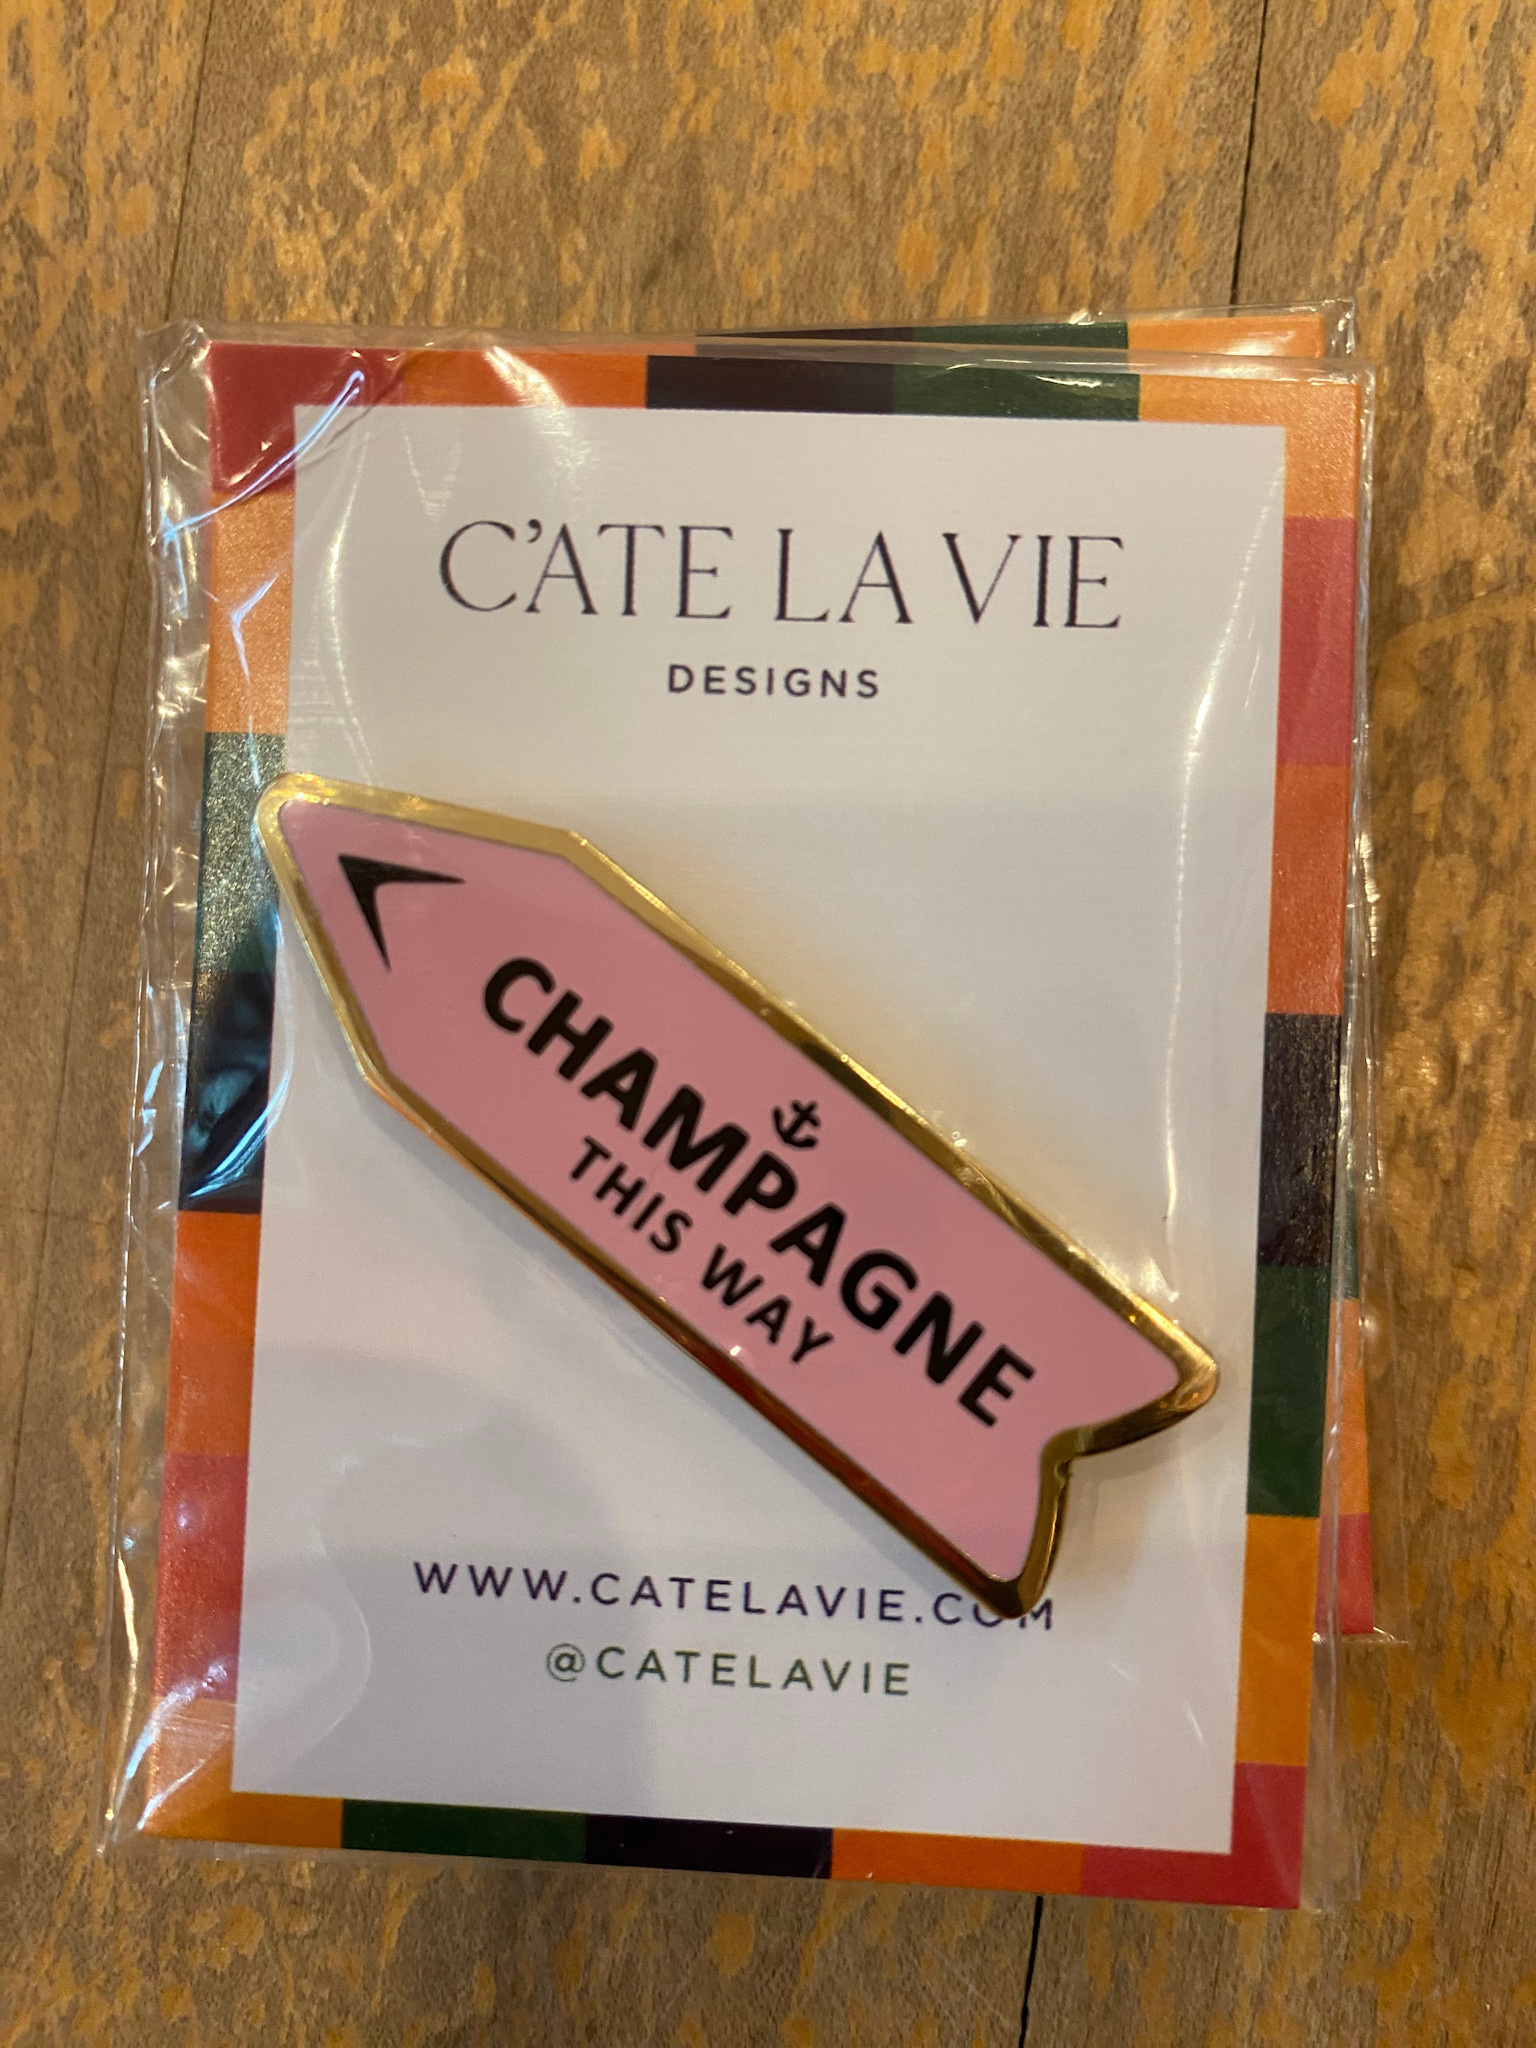 C'ATE LA VIE
DESIGNS
CHAMPAGNE
THIS WAY
WWW.CATELAVIE.COM
@CATELAVIE